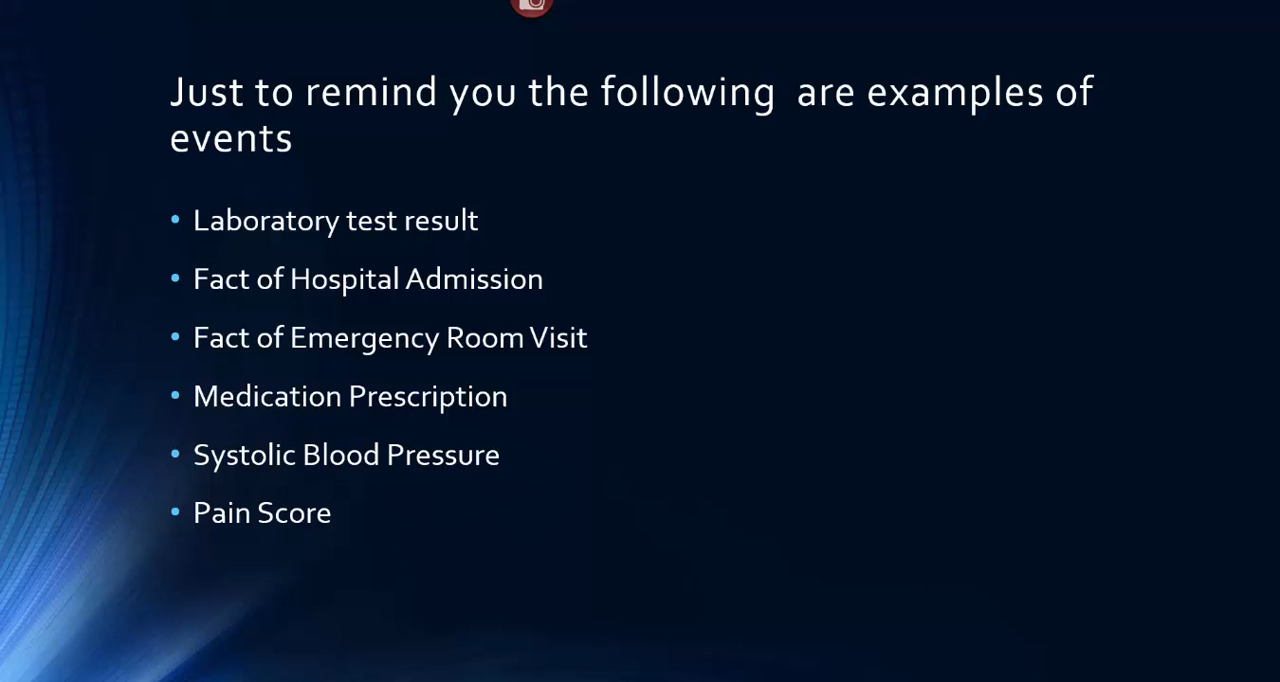 Just to remind you the following  are examples of
events
• Laboratory test result
• Fact of Hospital Admission
• Fact of Emergency Room Visit
• Medication Prescription
• Systolic Blood Pressure
• Pain Score